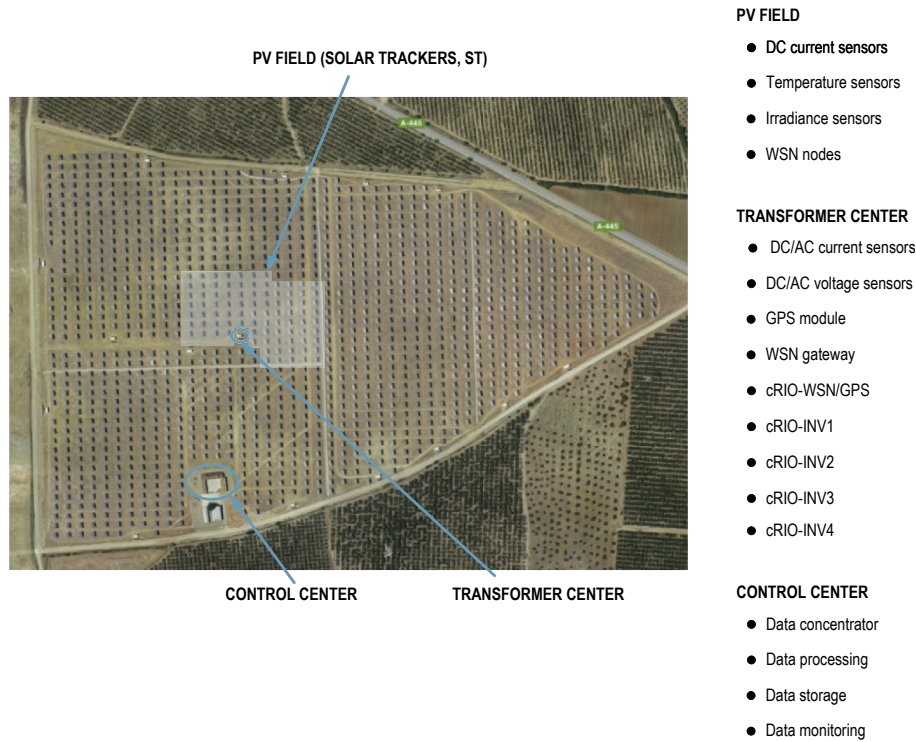 PV FIELD (SOLAR TRACKERS, ST)
A-445
A-445
CONTROL CENTER
TRANSFORMER CENTER
PV FIELD
● DC current sensors
● Temperature sensors
● Irradiance sensors
● WSN nodes
TRANSFORMER CENTER
● DC/AC current sensors
● DC/AC voltage sensors
● GPS module
● WSN gateway
● cRIO-WSN/GPS
● cRIO-INV1
● cRIO-INV2
● cRIO-INV3
● cRIO-INV4
CONTROL CENTER
● Data concentrator
● Data processing
● Data storage
● Data monitoring